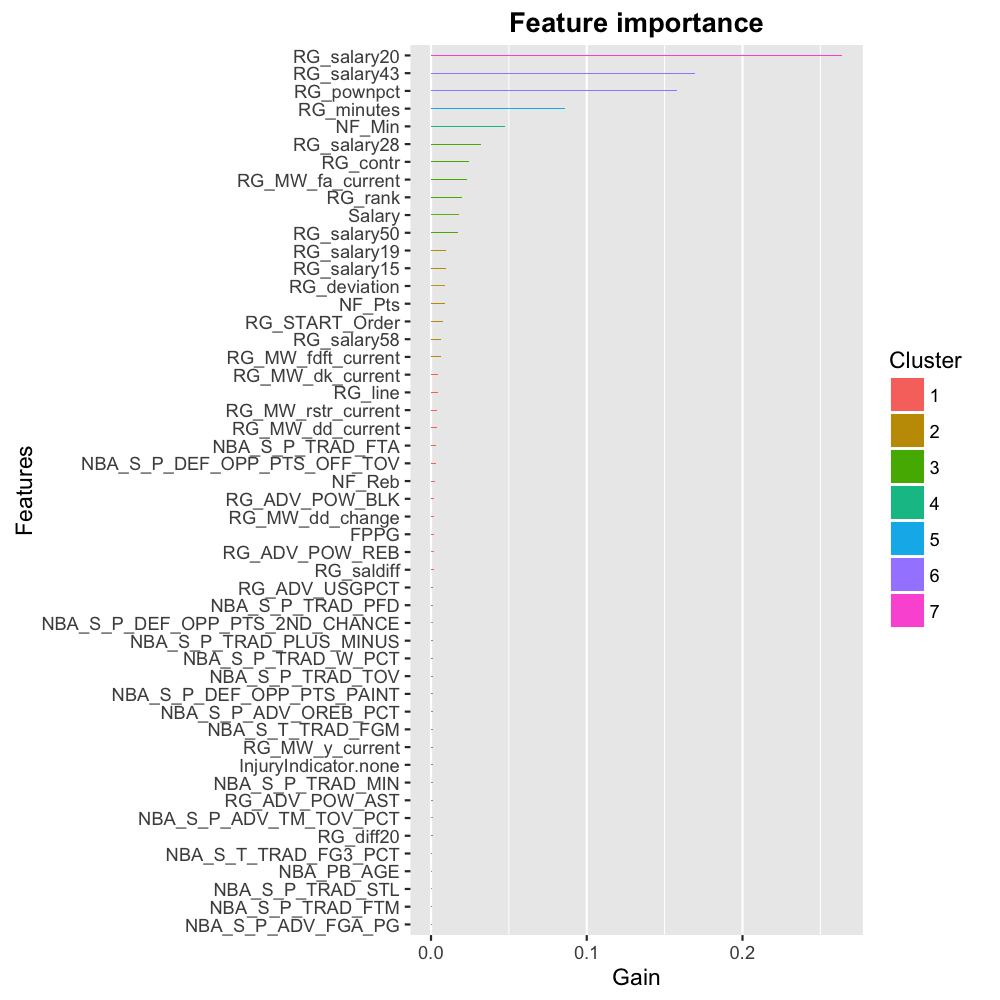 Feature importance
RG_salary20
RG_salary43
RG_pownpct
RG_minutes
NF_Min
RG_salary28
RG_contr
RG_MW_fa_current
RG_rank
Salary
RG_salary50
RG_salary19
RG_salary15
RG_deviation
NF_Pts
RG_START_Order
RG_salary58
RG_MW_fdft_current
RG_MW_dk_current
RG_line
RG_MW_rstr_current
RG_MW_dd_current
NBA_S_P_TRAD_FTA
NBA_S_P_DEF_OPP_PTS_OFF_TOV
NF_Reb
RG_ADV_POW_BLK
RG_MW_dd_change
FPPG
RG_ADV_POW_REB
RG_saldiff
RG_ADV_USGPCT
NBA_S_P_TRAD_PFD
NBA_S_P_DEF_OPP_PTS_2ND_CHANCE
NBA_S_P_TRAD_PLUS_MINUS
NBA_S_P_TRAD_W_PCT
NBA_S_P_TRAD_TOV
NBA_S_P_DEF_OPP_PTS_PAINT
NBA_S_P_ADV_OREB_PCT
NBA_S_T_TRAD_FGM
RG_MW_y_current
InjuryIndicator.none
NBA_S_P_TRAD_MIN
RG_ADV_POW_AST
NBA_S_P_ADV_TM_TOV_PCT
RG_diff20
NBA_S_T_TRAD_FG3_PCT
NBA_PB_AGE
NBA_S_P_TRAD_STL
NBA_S_P_TRAD_FTM
NBA_S_P_ADV_FGA_PG
Features
0.0 0.1 0.2
Gain
Cluster
1
2
3
4
5
6
7